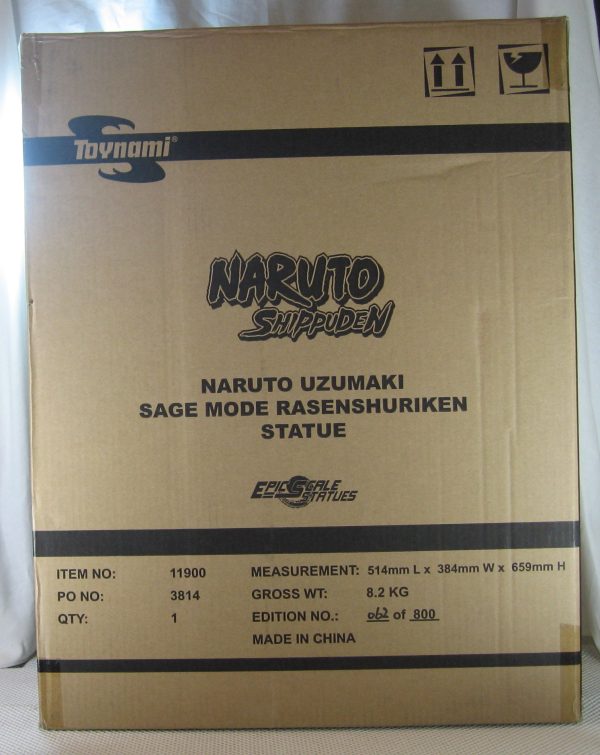 Toynami®
NARUTO
SHIPPUDEN
NARUTO UZUMAKI
SAGE MODE RASENSHURIKEN
STATUE
EPIC SCALE
STATUES
ITEM NO: 11900 MEASUREMENT: 514mm L x 384mm W x 659mm H
PO NO: 3814 GROSS WT: 8.2 KG
QTY: 1 EDITION NO.: 062 of 800
MADE IN CHINA